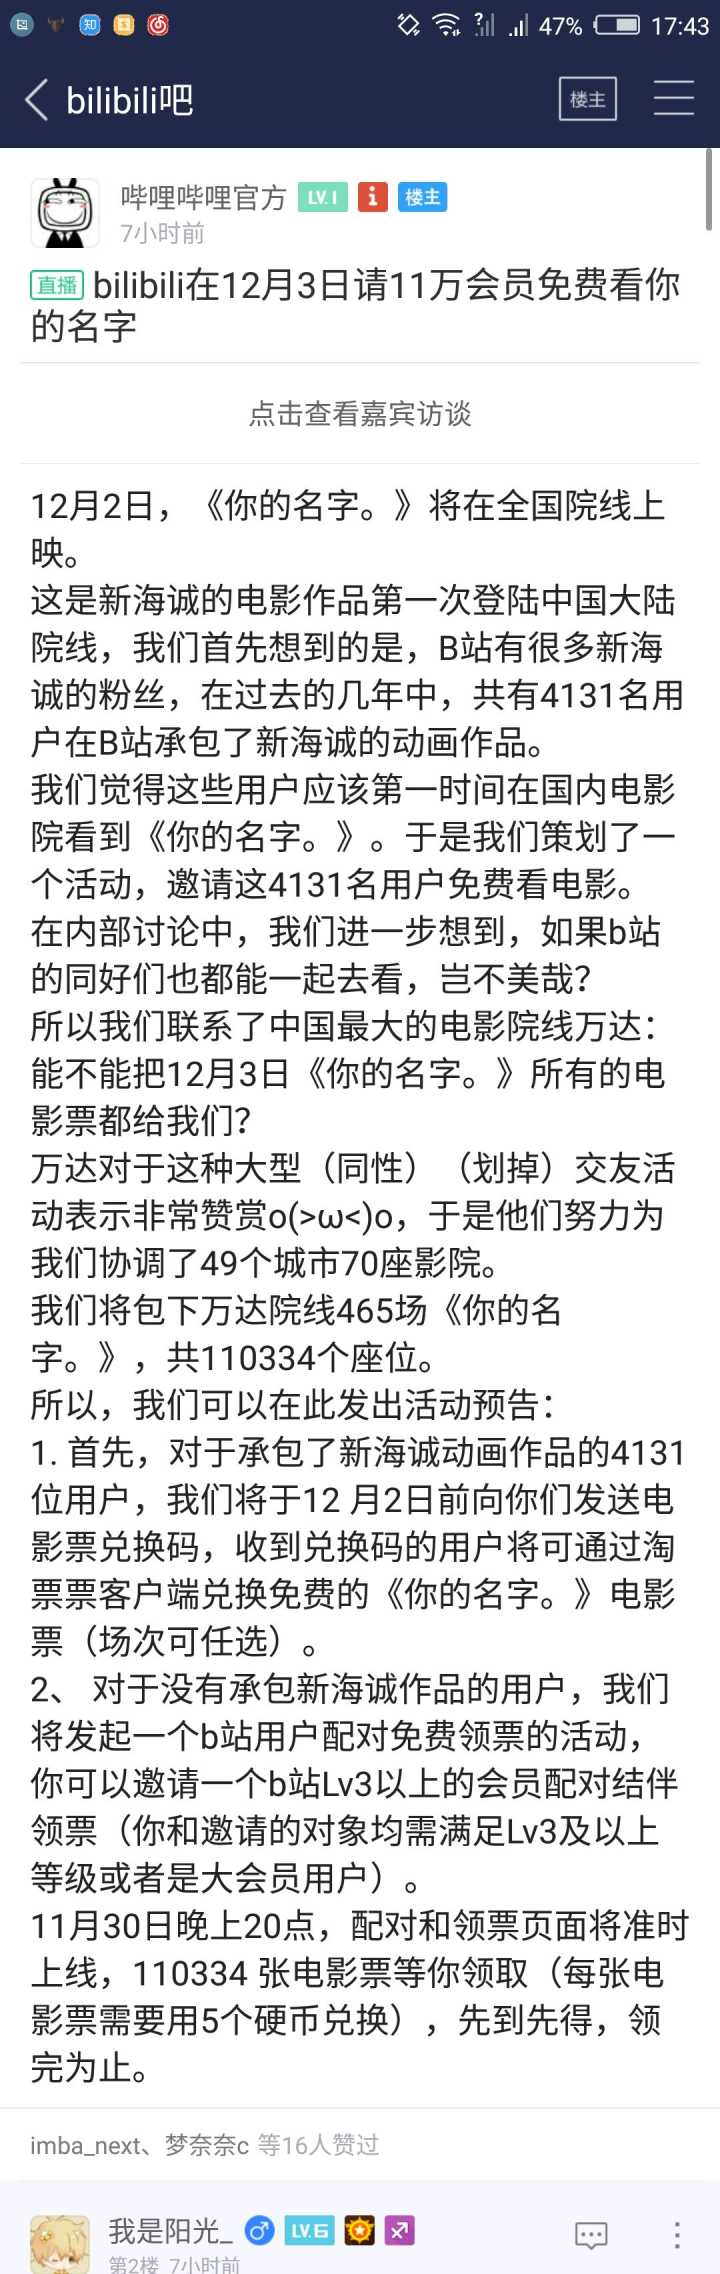 47% 17:43
bilibili吧
楼主
哔哩哔哩官方 LV.1 楼主
7小时前
直播 bilibili在12月3日请11万会员免费看你
的名字
点击查看嘉宾访谈
12月2日，《你的名字。》将在全国院线上
映。
这是新海诚的电影作品第一次登陆中国大陆
院线，我们首先想到的是，B站有很多新海
诚的粉丝，在过去的几年中，共有4131名用
户在B站承包了新海诚的动画作品。
我们觉得这些用户应该第一时间在国内电影
院看到《你的名字。》。于是我们策划了一
个活动，邀请这4131名用户免费看电影。
在内部讨论中，我们进一步想到，如果b站
的同好们也都能一起去看，岂不美哉？
所以我们联系了中国最大的电影院线万达：
能不能把12月3日《你的名字。》所有的电
影票都给我们？
万达对于这种大型（同性）（划掉）交友活
动表示非常赞赏o(>ω<)o，于是他们努力为
我们协调了49个城市70座影院。
我们将包下万达院线465场《你的名
字。》，共110334个座位。
所以，我们可以在此发出活动预告：
1. 首先，对于承包了新海诚动画作品的4131
位用户，我们将于12 月2日前向你们发送电
影票兑换码，收到兑换码的用户将可通过淘
票票客户端兑换免费的《你的名字。》电影
票（场次可任选）。
2、 对于没有承包新海诚作品的用户，我们
将发起一个b站用户配对免费领票的活动，
你可以邀请一个b站Lv3以上的会员配对结伴
领票（你和邀请的对象均需满足Lv3及以上
等级或者是大会员用户）。
11月30日晚上20点，配对和领票页面将准时
上线，110334 张电影票等你领取（每张电
影票需要用5个硬币兑换），先到先得，领
完为止。
imba_next、梦奈奈c 等16人赞过
我是阳光_ LV.6
第2楼 7小时前